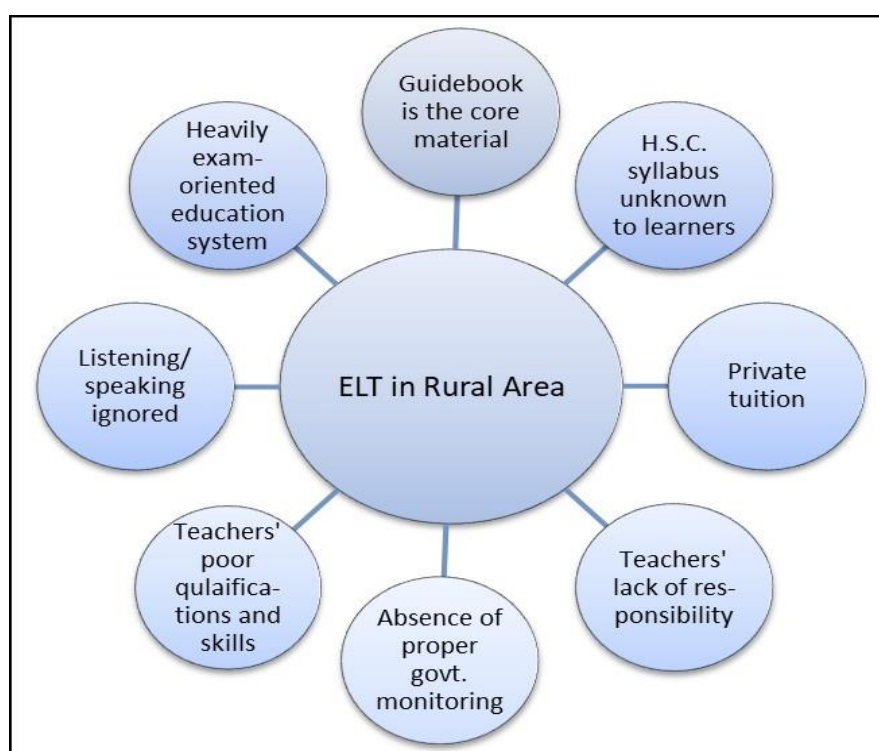 Guidebook
is the core
material
H.S.C.
syllabus
unknown
to learners
Private
tuition
Teachers'
lack of res-
ponsibility
Absence of
proper
govt.
monitoring
Teachers'
poor
qulaifica-
tions and
skills
Listening/
speaking
ignored
Heavily
exam-
oriented
education
system
ELT in Rural Area